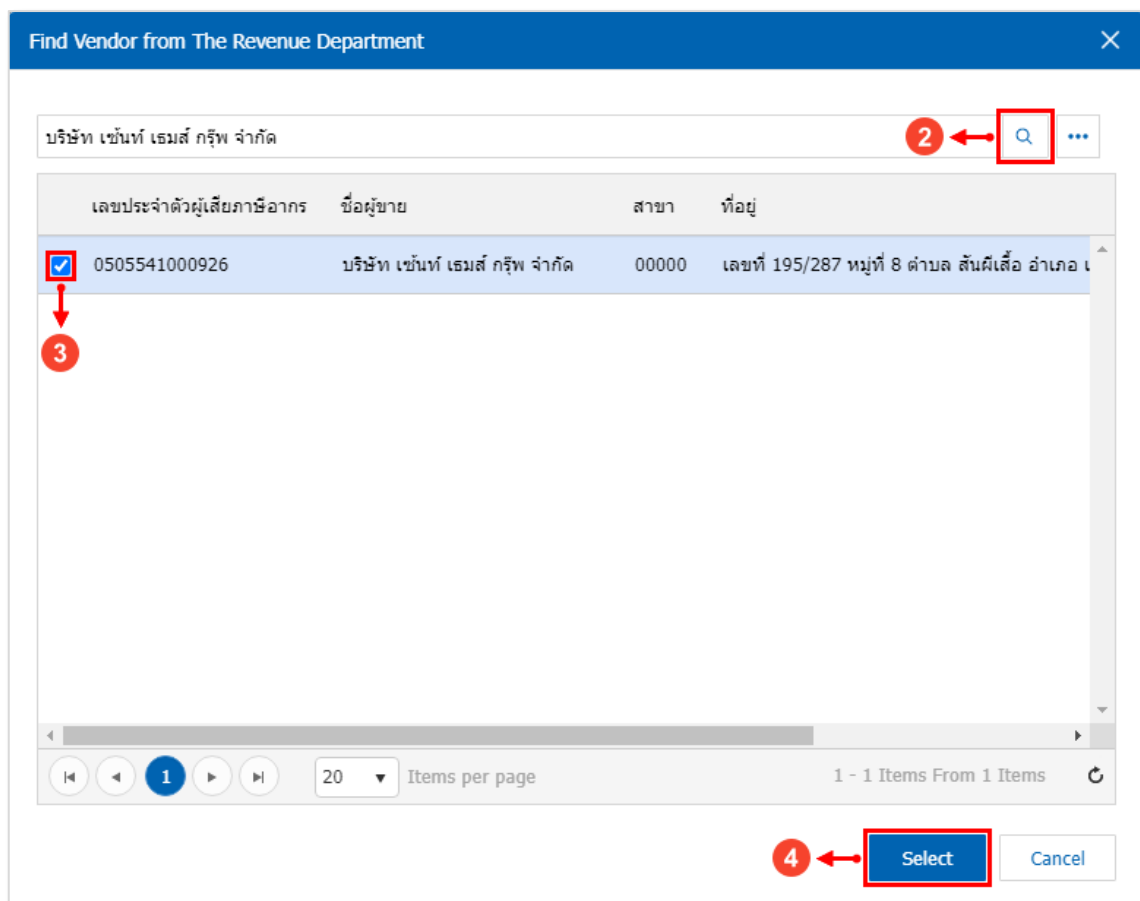 Find Vendor from The Revenue Department
บริษัท เซ้นท์ เธมส์ กรุ๊พ จำกัด
2
เลขประจำตัวผู้เสียภาษีอากร ชื่อผู้ขาย สาขา ที่อยู่
0505541000926 บริษัท เซ้นท์ เธมส์ กรุ๊พ จำกัด 00000 เลขที่ 195/287 หมู่ที่ 8 ตำบล สันผีเสื้อ อำเภอ เ
3
1 20 Items per page 1 - 1 Items From 1 Items
4 Select Cancel